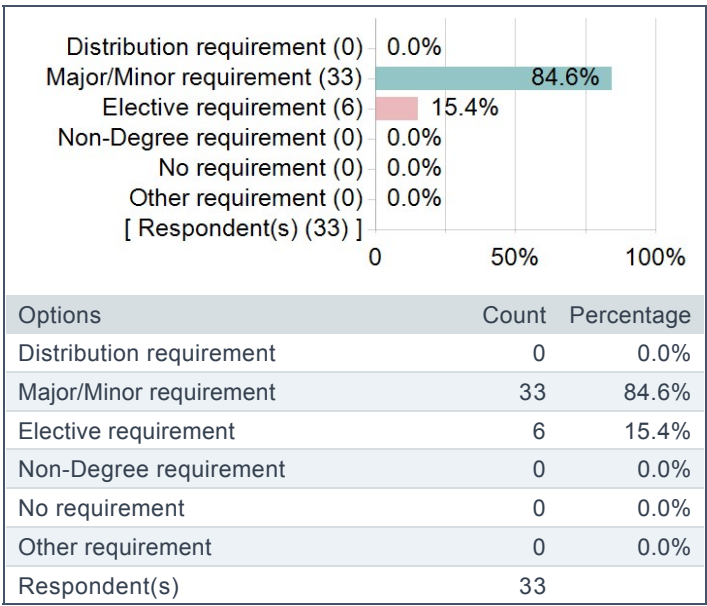 Distribution requirement (0) 0.0%
Major/Minor requirement (33) 84.6%
Elective requirement (6) 15.4%
Non-Degree requirement (0) 0.0%
No requirement (0) 0.0%
Other requirement (0) 0.0%
[ Respondent(s) (33) ]
0 50% 100%
Options Count Percentage
Distribution requirement 0 0.0%
Major/Minor requirement 33 84.6%
Elective requirement 6 15.4%
Non-Degree requirement 0 0.0%
No requirement 0 0.0%
Other requirement 0 0.0%
Respondent(s) 33